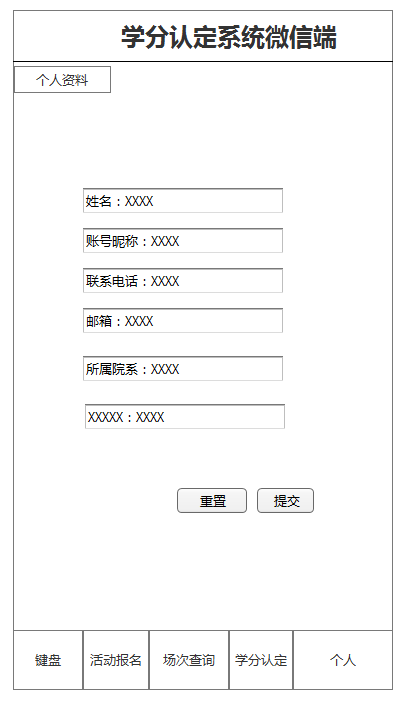 学分认定系统微信端
个人资料
姓名：XXXX
账号昵称：XXXX
联系电话：XXXX
邮箱：XXXX
所属院系：XXXX
XXXXX：XXXX
重置 提交
键盘 活动报名 场次查询 学分认定 个人